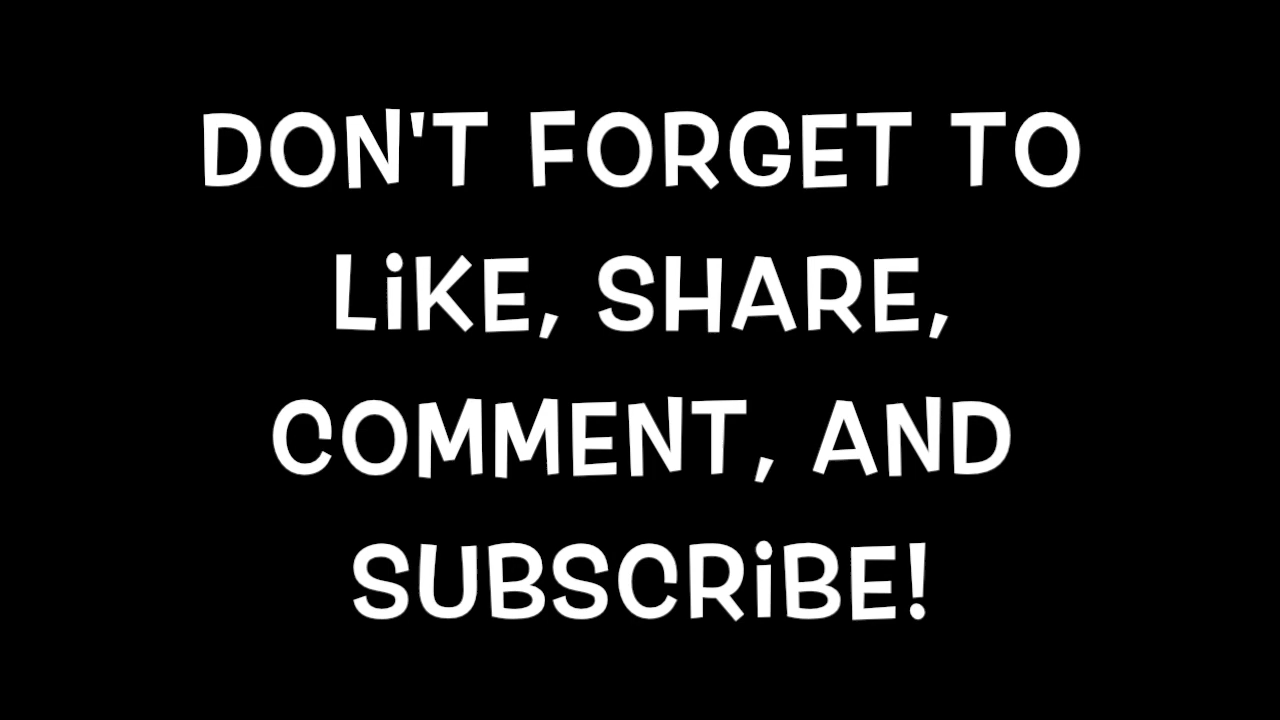 DON'T FORGET TO
LiKE, SHARE,
COMMENT, AND
SUBSCRiBE!